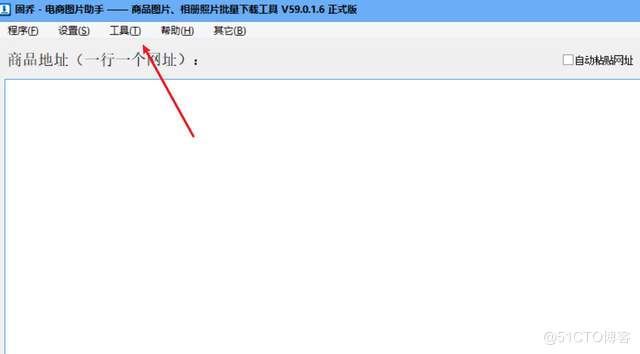 固乔 - 电商图片助手 —— 商品图片、相册照片批量下载工具 V59.0.1.6 正式版
程序(F) 设置(S) 工具(T) 帮助(H) 其它(B)
商品地址（一行一个网址）： 自动粘贴网址
@51CTO博客